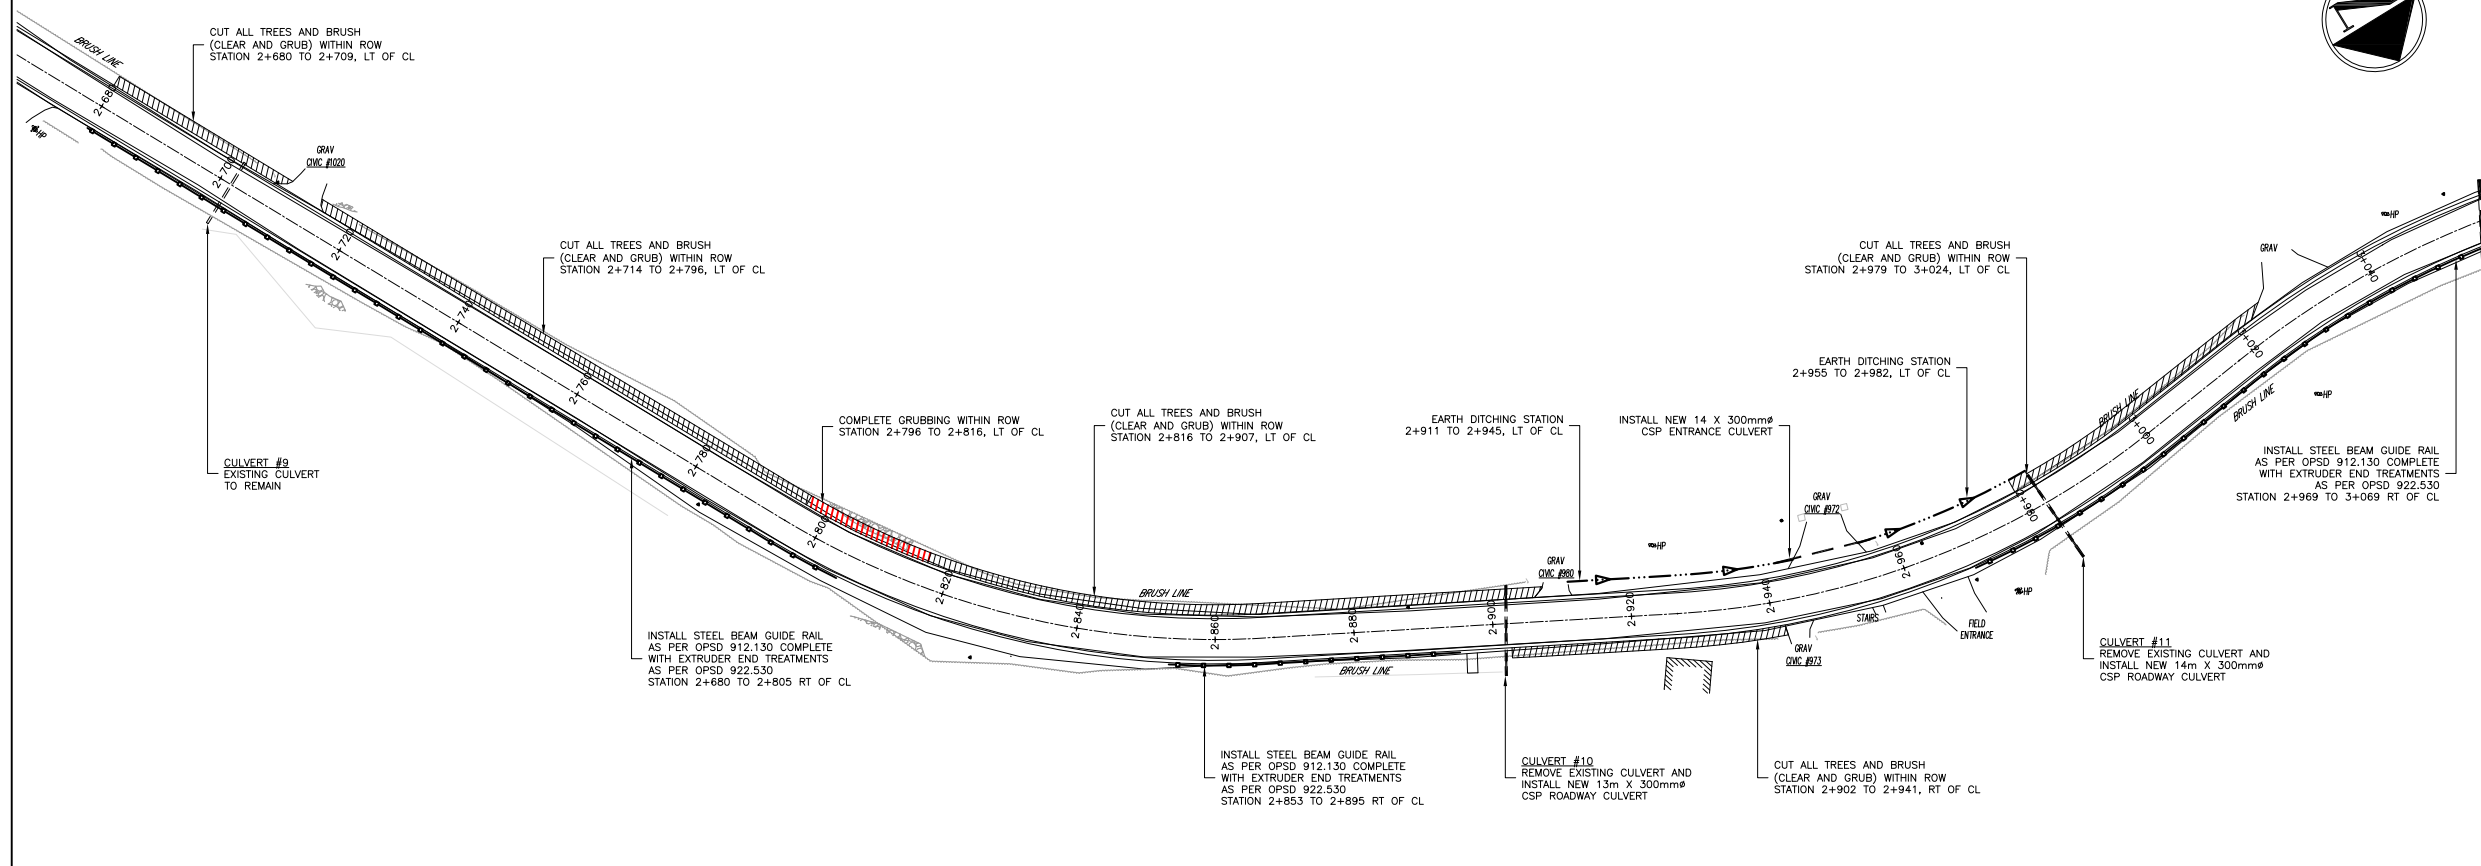 CUT ALL TREES AND BRUSH
(CLEAR AND GRUB) WITHIN ROW
STATION 2+680 TO 2+709, LT OF CL
BRUSH LINE
2+680
HP
GRAV
CIVIC #1020
2+700
2+720
CULVERT #9
EXISTING CULVERT
TO REMAIN
CUT ALL TREES AND BRUSH
(CLEAR AND GRUB) WITHIN ROW
STATION 2+714 TO 2+796, LT OF CL
2+740
2+760
2+780
INSTALL STEEL BEAM GUIDE RAIL
AS PER OPSD 912.130 COMPLETE
WITH EXTRUDER END TREATMENTS
AS PER OPSD 922.530
STATION 2+680 TO 2+805 RT OF CL
COMPLETE GRUBBING WITHIN ROW
STATION 2+796 TO 2+816, LT OF CL
2+800
2+820
CUT ALL TREES AND BRUSH
(CLEAR AND GRUB) WITHIN ROW
STATION 2+816 TO 2+907, LT OF CL
2+840
BRUSH LINE
2+860
2+880
2+900
BRUSH LINE
INSTALL STEEL BEAM GUIDE RAIL
AS PER OPSD 912.130 COMPLETE
WITH EXTRUDER END TREATMENTS
AS PER OPSD 922.530
STATION 2+853 TO 2+895 RT OF CL
EARTH DITCHING STATION
2+911 TO 2+945, LT OF CL
GRAV
CIVIC #980
CULVERT #10
REMOVE EXISTING CULVERT AND
INSTALL NEW 13m X 300mmø
CSP ROADWAY CULVERT
INSTALL NEW 14 X 300mmø
CSP ENTRANCE CULVERT
HP
2+920
2+940
GRAV
CIVIC #972
GRAV
CIVIC #973
CUT ALL TREES AND BRUSH
(CLEAR AND GRUB) WITHIN ROW
STATION 2+902 TO 2+941, RT OF CL
EARTH DITCHING STATION
2+955 TO 2+982, LT OF CL
2+960
STAIRS
FIELD
ENTRANCE
HP
CUT ALL TREES AND BRUSH
(CLEAR AND GRUB) WITHIN ROW
STATION 2+979 TO 3+024, LT OF CL
2+980
CULVERT #11
REMOVE EXISTING CULVERT AND
INSTALL NEW 14m X 300mmø
CSP ROADWAY CULVERT
BRUSH LINE
3+000
3+020
BRUSH LINE
GRAV
3+040
HP
HP
INSTALL STEEL BEAM GUIDE RAIL
AS PER OPSD 912.130 COMPLETE
WITH EXTRUDER END TREATMENTS
AS PER OPSD 922.530
STATION 2+969 TO 3+069 RT OF CL